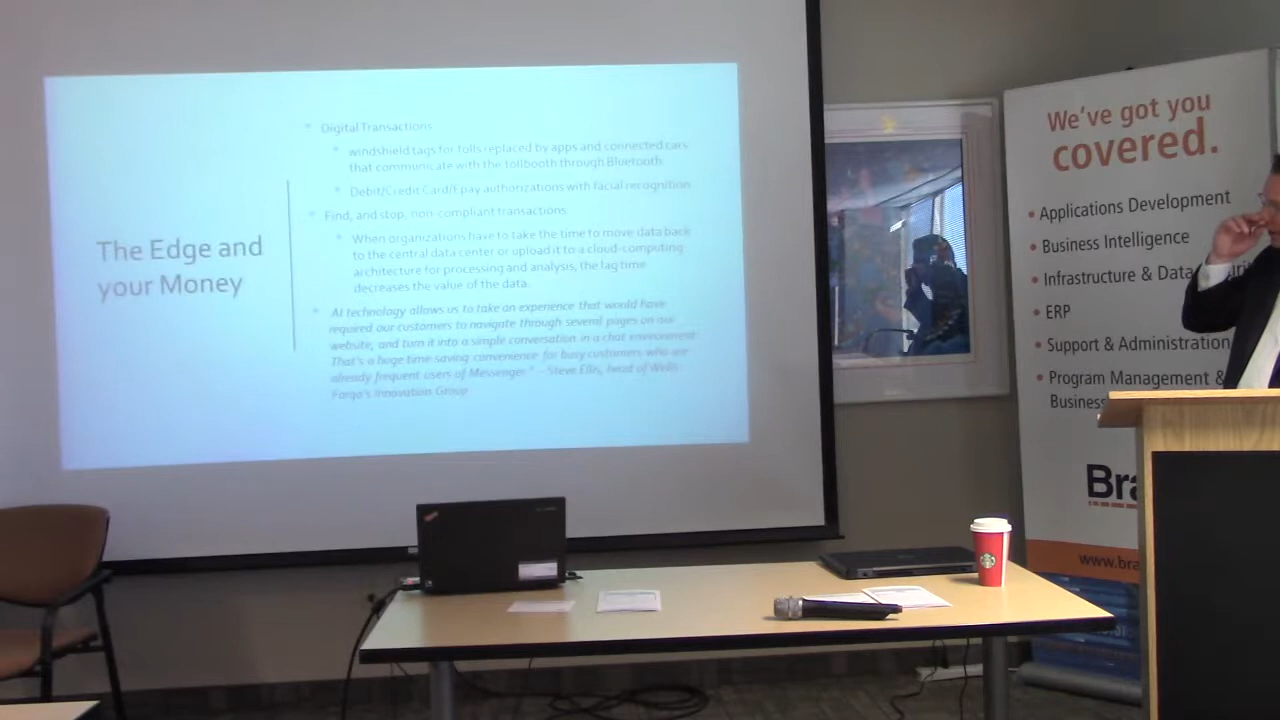 The Edge and
your Money
Digital Transactions
windshield tags for tolls replaced by apps and connected cars
that communicate with the tollbooth through Bluetooth
Debit/Credit Card/Epay authorizations with facial recognition
Find, and stop, non-compliant transactions.
When organizations have to take the time to move data back
to the central data center or upload it to a cloud-computing
architecture for processing and analysis, the lag time
decreases the value of the data.
AI technology allows us to take an experience that would have
required our customers to navigate through several pages on our
website, and turn it into a simple conversation in a chat environment.
That's a huge time-saving convenience for busy customers who are
already frequent users of Messenger." – Steve Ellis, head of Wells
Fargo's Innovation Group
We've got you
covered.
Applications Development
Business Intelligence
Infrastructure & Data
ERP
Support & Administration
Program Management &
Business
Bra
www.bra